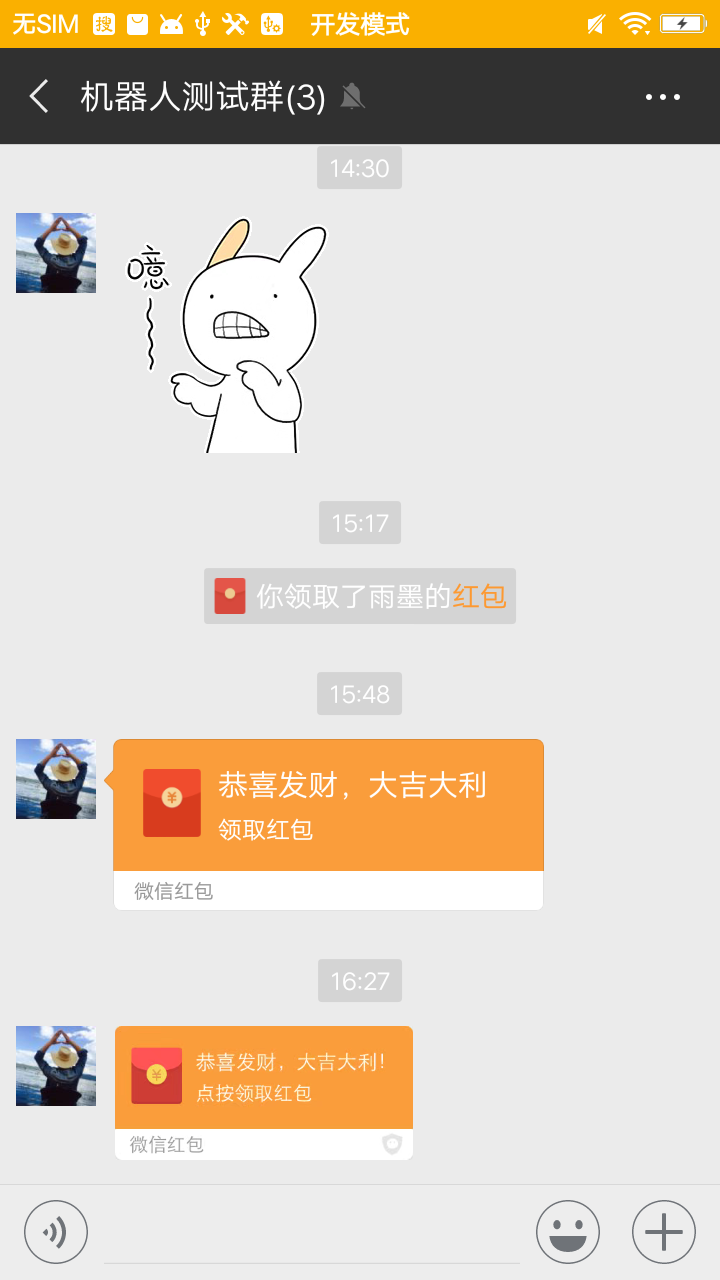 无SIM 搜 开发模式
机器人测试群(3)
14:30
噫
15:17
你领取了雨墨的红包
15:48
恭喜发财，大吉大利
领取红包
微信红包
16:27
恭喜发财，大吉大利！
点按领取红包
微信红包